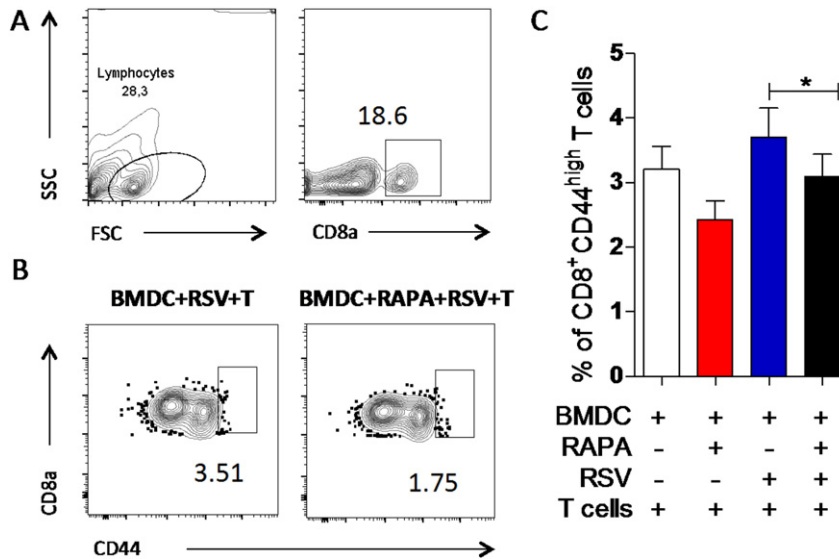 A
SSC
Lymphocytes
28,3
FSC
18.6
CD8a
B
BMDC+RSV+T
BMDC+RAPA+RSV+T
CD8a
3.51
1.75
CD44
C
% of CD8⁺ CD44ʰⁱᵍʰ T cells
5
4
3
2
1
0
*
BMDC + + + +
RAPA - + - +
RSV - - + +
T cells + + + +